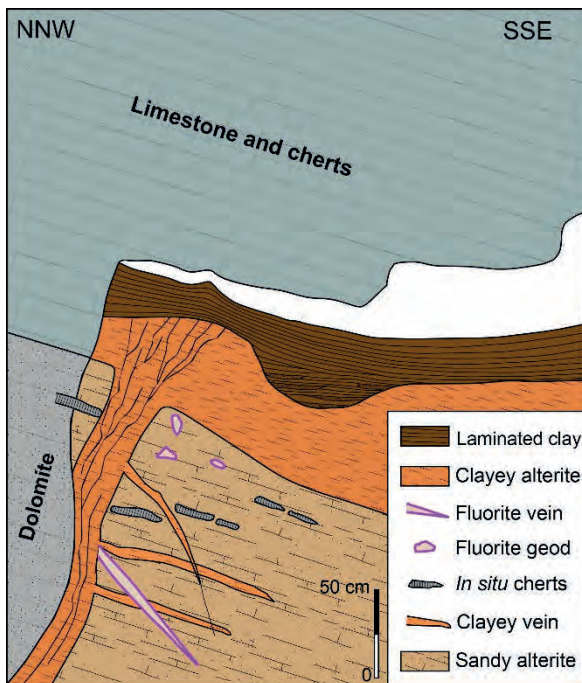 NNW
SSE
Limestone and cherts
Dolomite
Laminated clay
Clayey alterite
Fluorite vein
Fluorite geod
In situ cherts
Clayey vein
Sandy alterite
50 cm
0